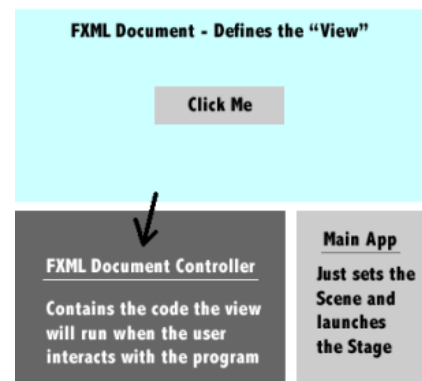 FXML Document - Defines the “View”
Click Me
FXML Document Controller
Contains the code the view
will run when the user
interacts with the program
Main App
Just sets the
Scene and
launches
the Stage